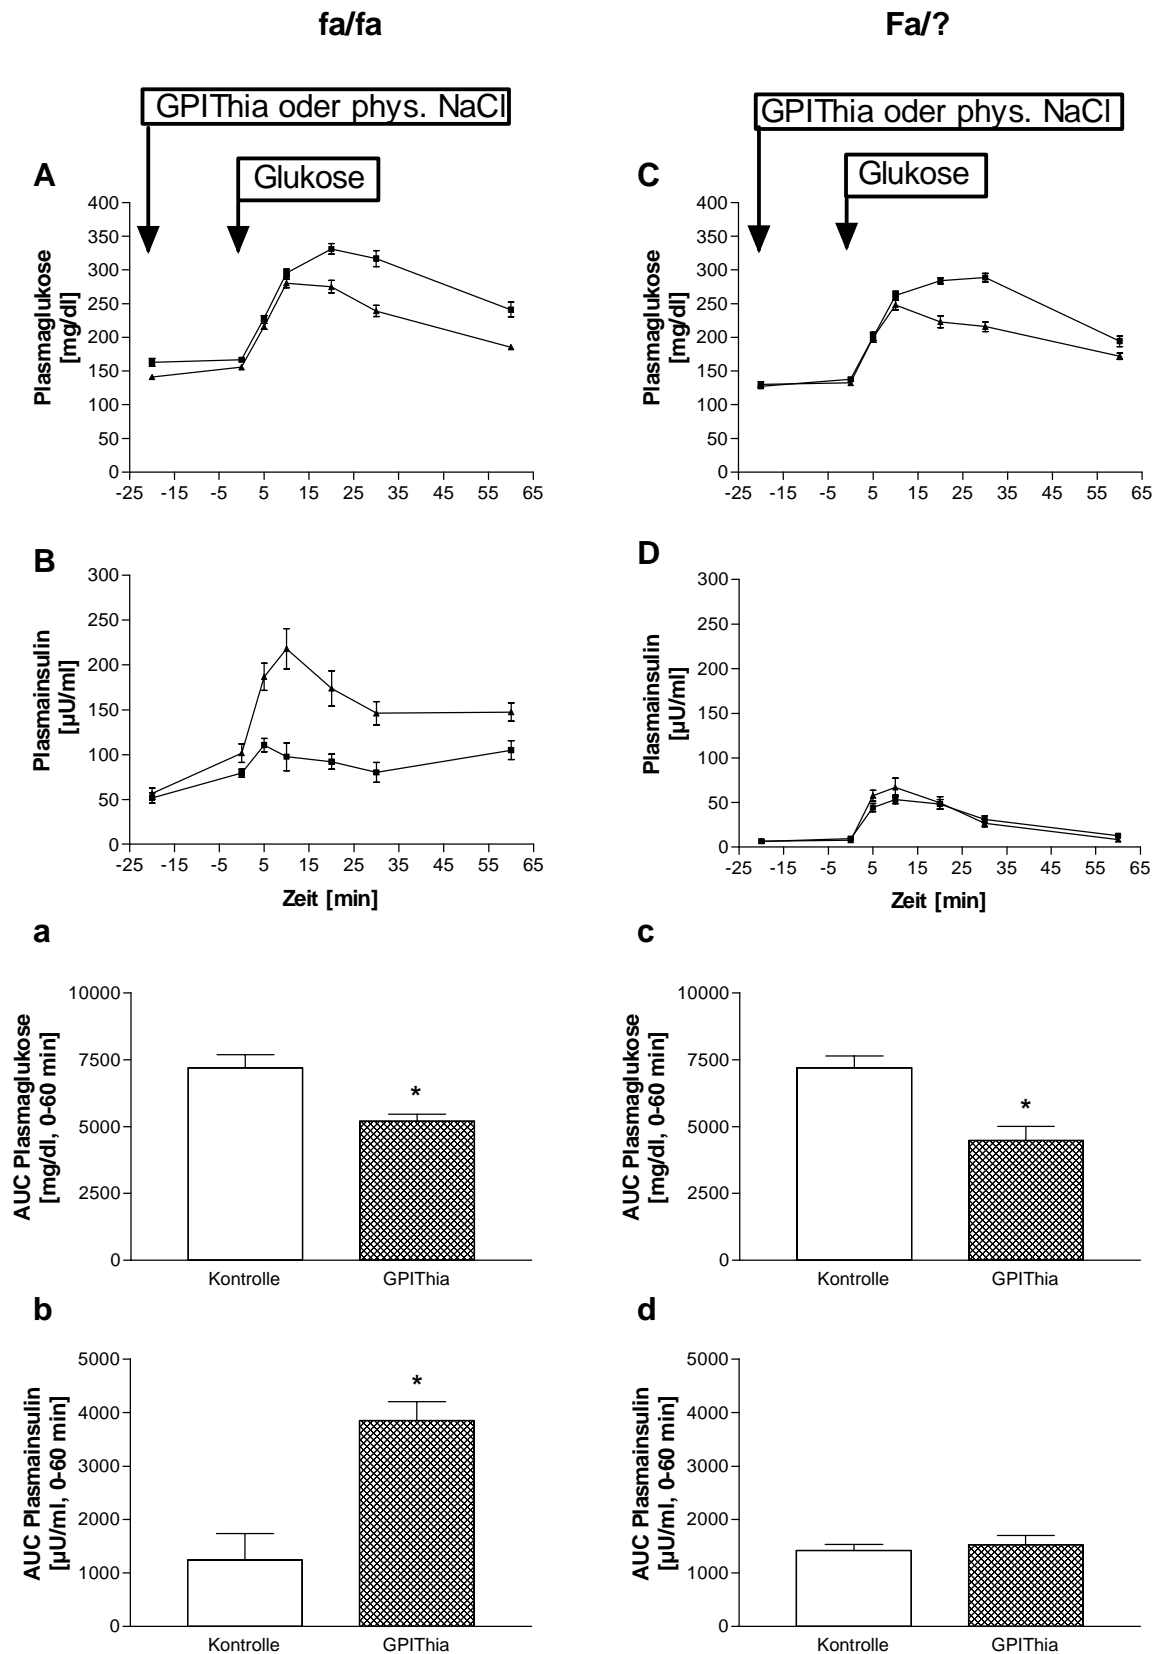 fa/fa
Fa/?
GPIThia oder phys. NaCl
GPIThia oder phys. NaCl
Glukose
Glukose
A
Plasmaglukose
[mg/dl]
400
350
300
250
200
150
100
50
0
-25 -15 -5 5 15 25 35 45 55 65
C
Plasmaglukose
[mg/dl]
400
350
300
250
200
150
100
50
0
-25 -15 -5 5 15 25 35 45 55 65
B
Plasmainsulin
[µU/ml]
300
250
200
150
100
50
0
-25 -15 -5 5 15 25 35 45 55 65
Zeit [min]
D
Plasmainsulin
[µU/ml]
300
250
200
150
100
50
0
-25 -15 -5 5 15 25 35 45 55 65
Zeit [min]
a
AUC Plasmaglukose
[mg/dl, 0-60 min]
10000
7500
5000
2500
0
*
Kontrolle GPIThia
c
AUC Plasmaglukose
[mg/dl, 0-60 min]
10000
7500
5000
2500
0
*
Kontrolle GPIThia
b
AUC Plasmainsulin
[µU/ml, 0-60 min]
5000
4000
3000
2000
1000
0
*
Kontrolle GPIThia
d
AUC Plasmainsulin
[µU/ml, 0-60 min]
5000
4000
3000
2000
1000
0
Kontrolle GPIThia